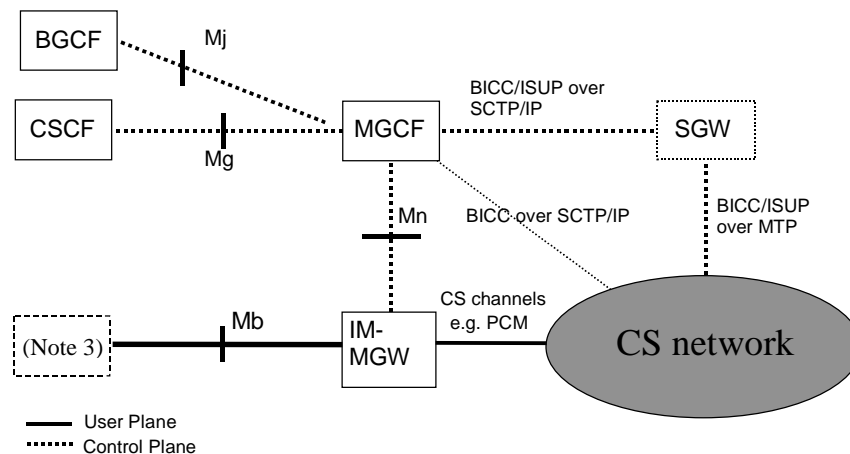 BGCF
Mj
CSCF
Mg
MGCF
BICC/ISUP over
SCTP/IP
SGW
Mn
BICC over SCTP/IP
BICC/ISUP
over MTP
(Note 3)
Mb
IM-
MGW
CS channels
e.g. PCM
CS network
User Plane
Control Plane